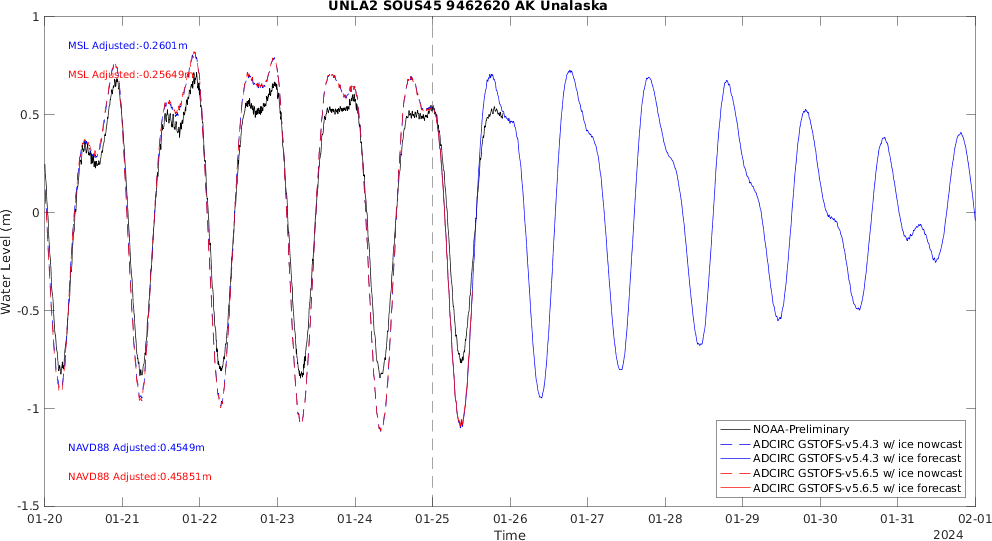 UNLA2 SOUS45 9462620 AK Unalaska
1
0.5
0
-0.5
-1
-1.5
Water Level (m)
MSL Adjusted:-0.2601m
MSL Adjusted:-0.25649m
NAVD88 Adjusted:0.4549m
NAVD88 Adjusted:0.45851m
NOAA-Preliminary
ADCIRC GSTOFS-v5.4.3 w/ ice nowcast
ADCIRC GSTOFS-v5.4.3 w/ ice forecast
ADCIRC GSTOFS-v5.6.5 w/ ice nowcast
ADCIRC GSTOFS-v5.6.5 w/ ice forecast
01-20 01-21 01-22 01-23 01-24 01-25 01-26 01-27 01-28 01-29 01-30 01-31 02-01
Time
2024